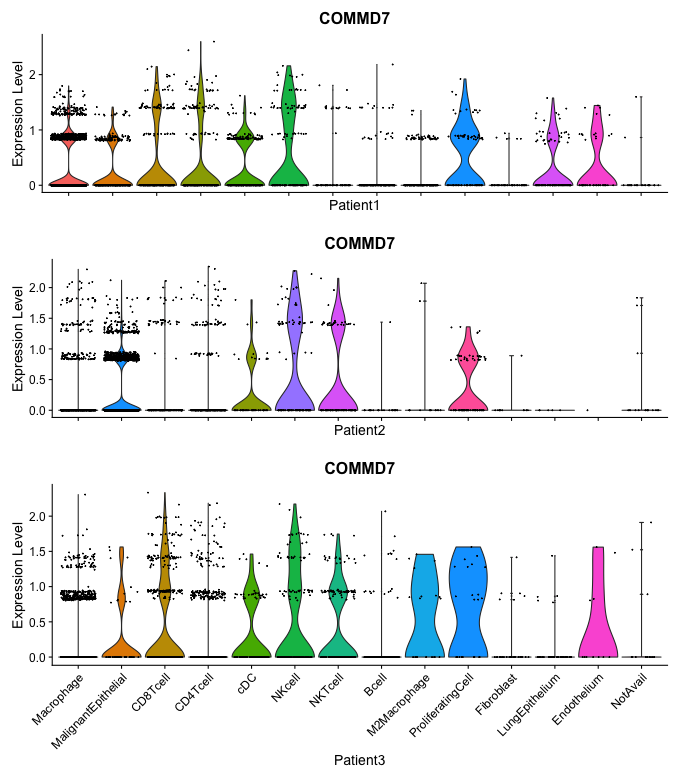 COMMD7
Expression Level
2
1
0
Patient1
COMMD7
Expression Level
2.0
1.5
1.0
0.5
0.0
Patient2
COMMD7
Expression Level
2.0
1.5
1.0
0.5
0.0
Macrophage
MalignantEpithelial
CD8Tcell
CD4Tcell
cDC
NKcell
NKTcell
Bcell
M2Macrophage
ProliferatingCell
Fibroblast
LungEpithelium
Endothelium
NotAvail
Patient3